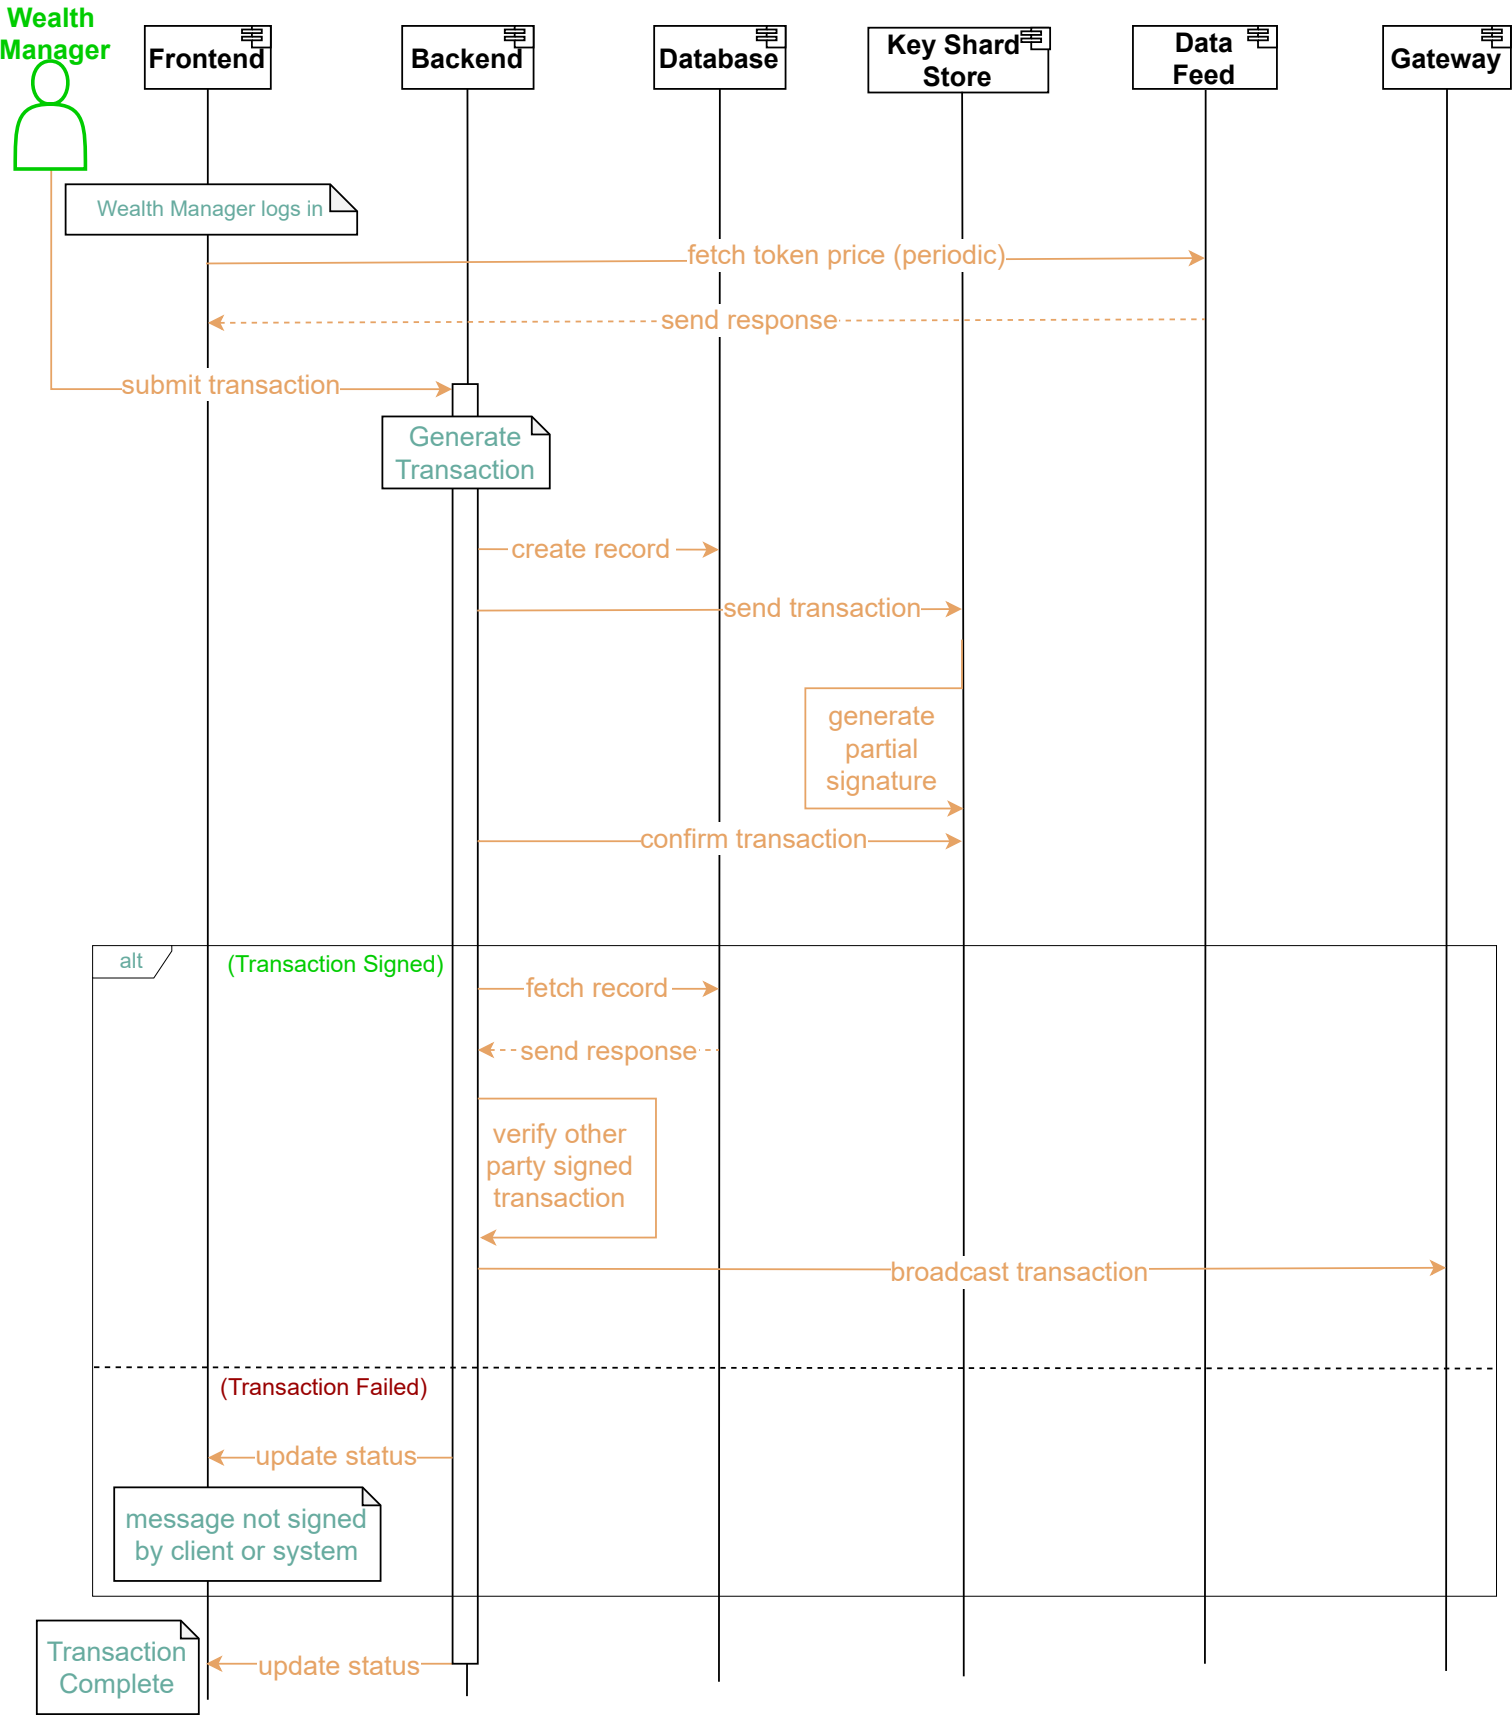 Wealth
Manager
Frontend
Backend
Database
Key Shard
Store
Data
Feed
Gateway
Wealth Manager logs in
fetch token price (periodic)
send response
submit transaction
Generate
Transaction
create record
send transaction
generate
partial
signature
confirm transaction
alt
(Transaction Signed)
fetch record
send response
verify other
party signed
transaction
broadcast transaction
(Transaction Failed)
update status
message not signed
by client or system
Transaction
Complete
update status